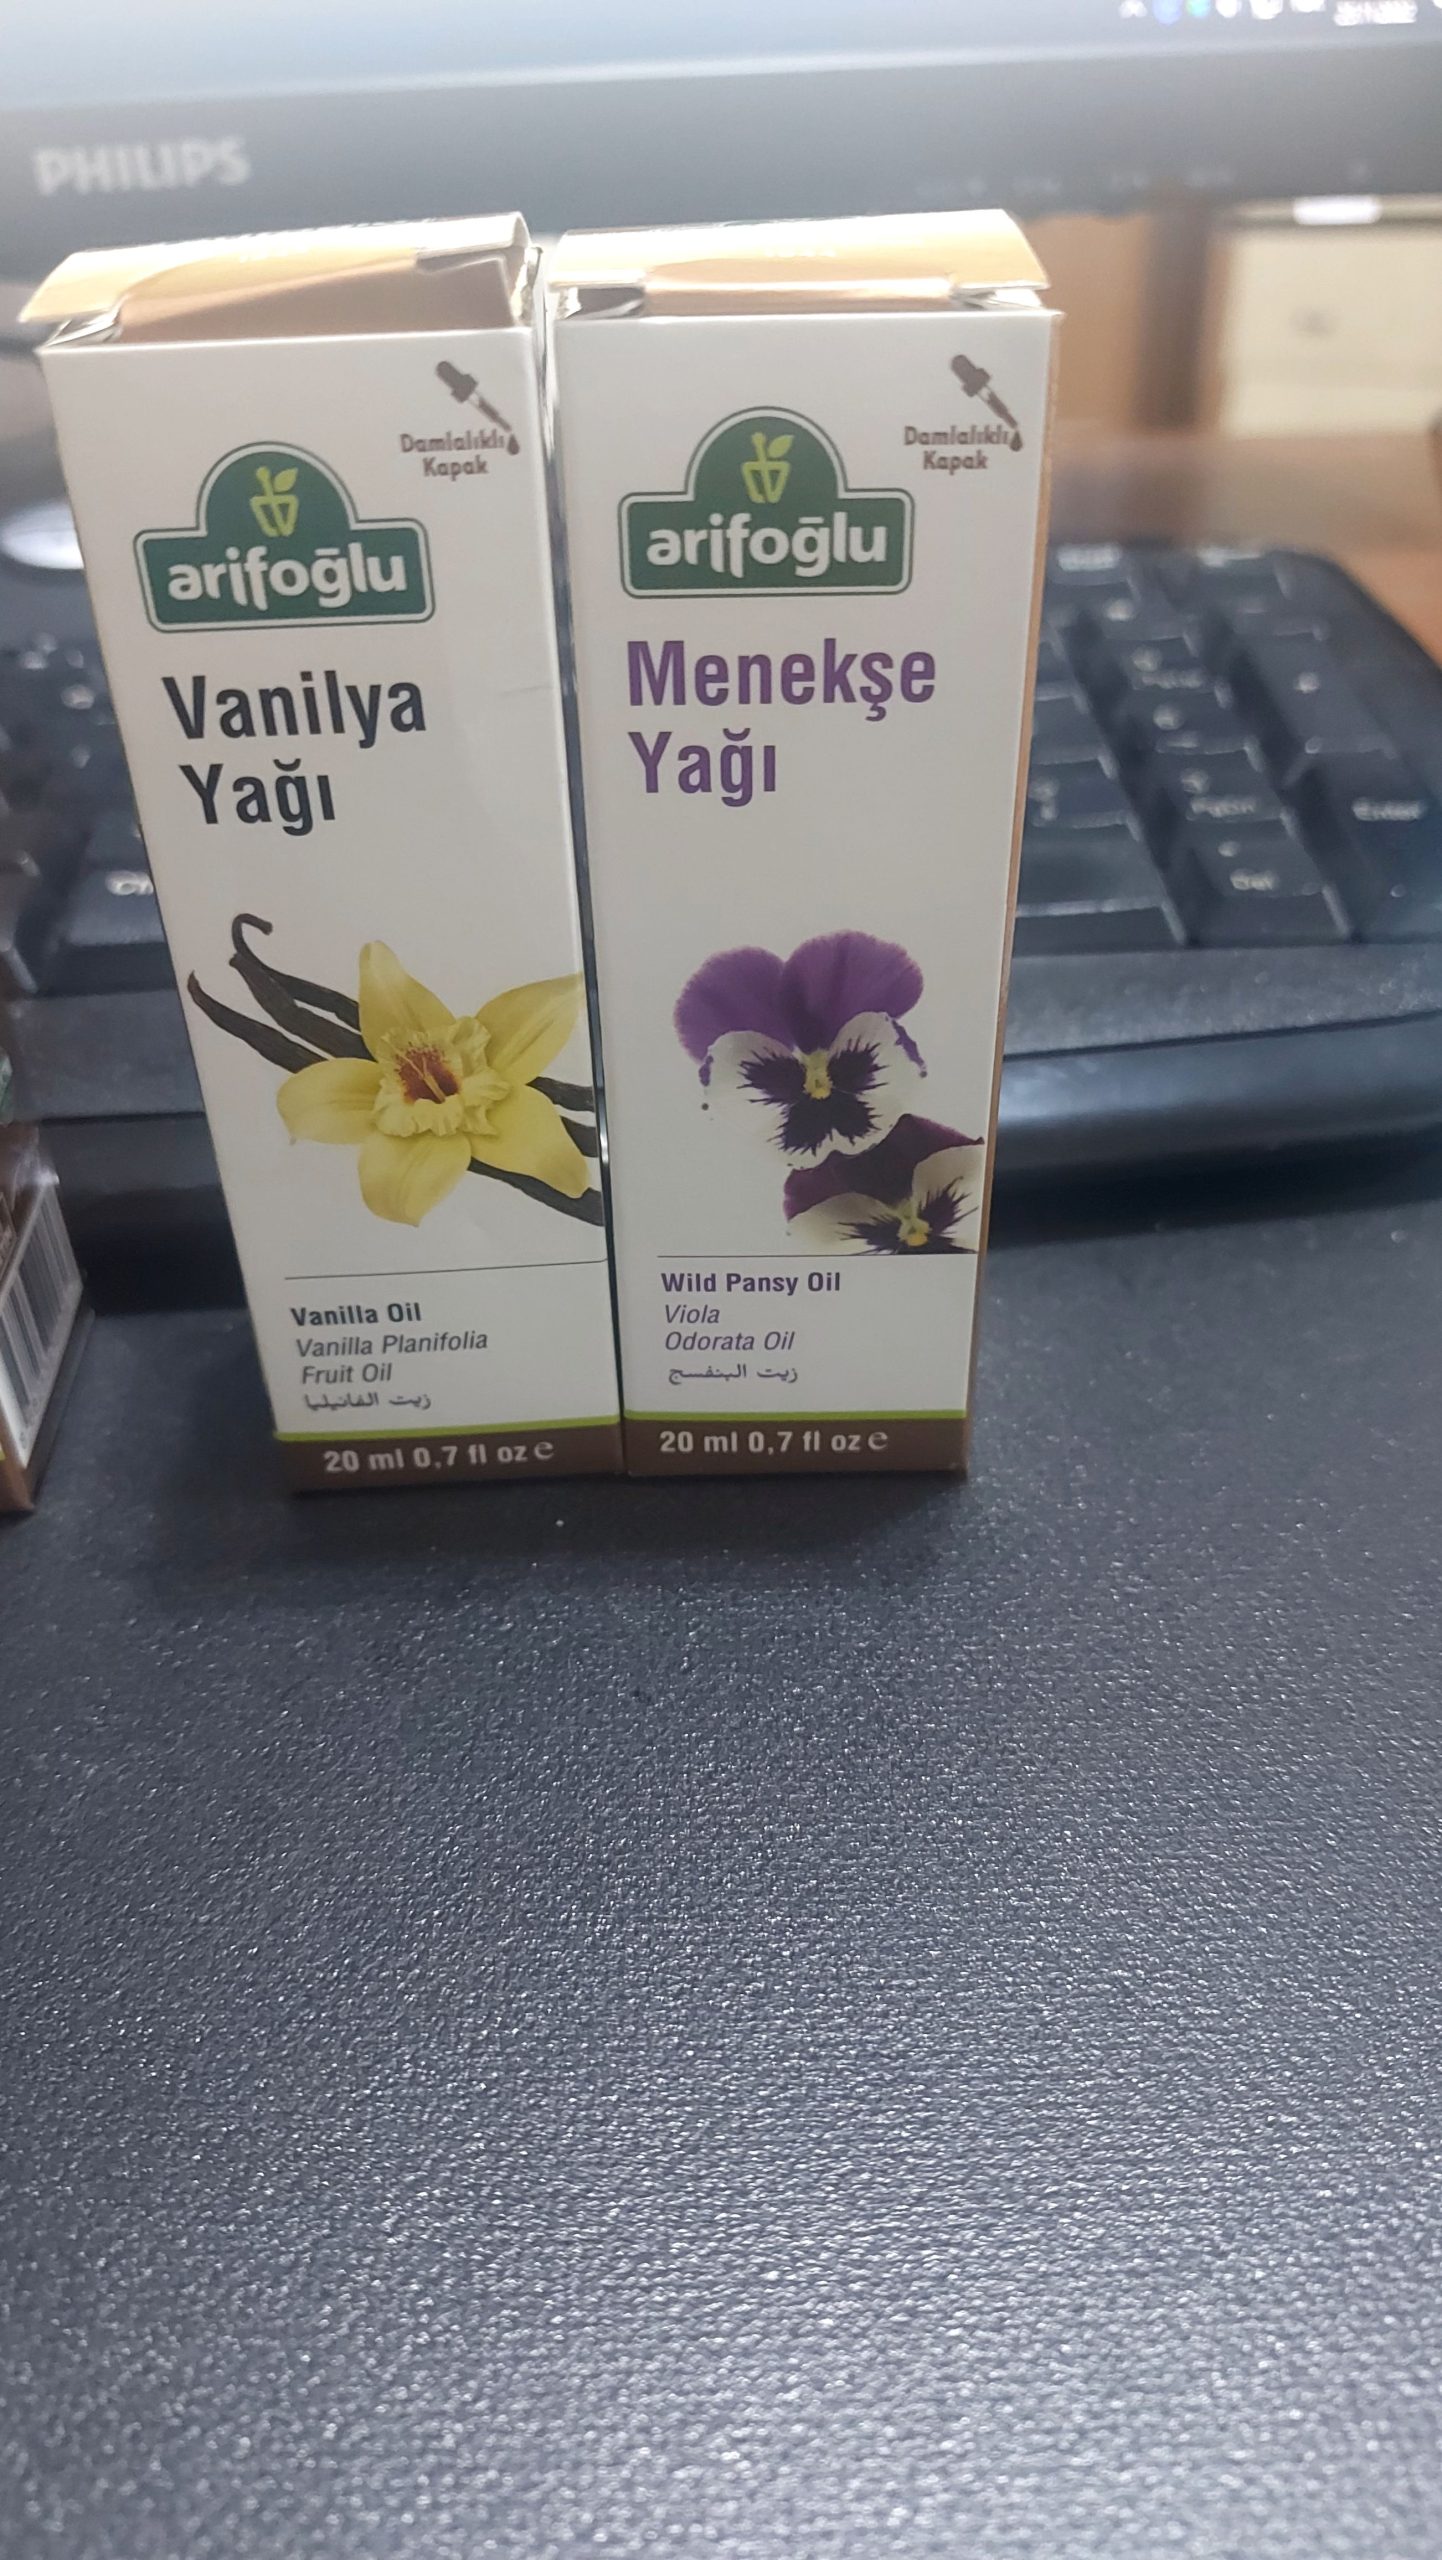 PHILIPS
Damlalıklı
Kapak
arifoğlu
Vanilya
Yağı
Vanilla Oil
Vanilla Planifolia
Fruit Oil
زيت الفانيليا
20 ml 0,7 fl oz e
Damlalıklı
Kapak
arifoğlu
Menekşe
Yağı
Wild Pansy Oil
Viola
Odorata Oil
زيت البنفسج
20 ml 0,7 fl oz e
Enter
Del